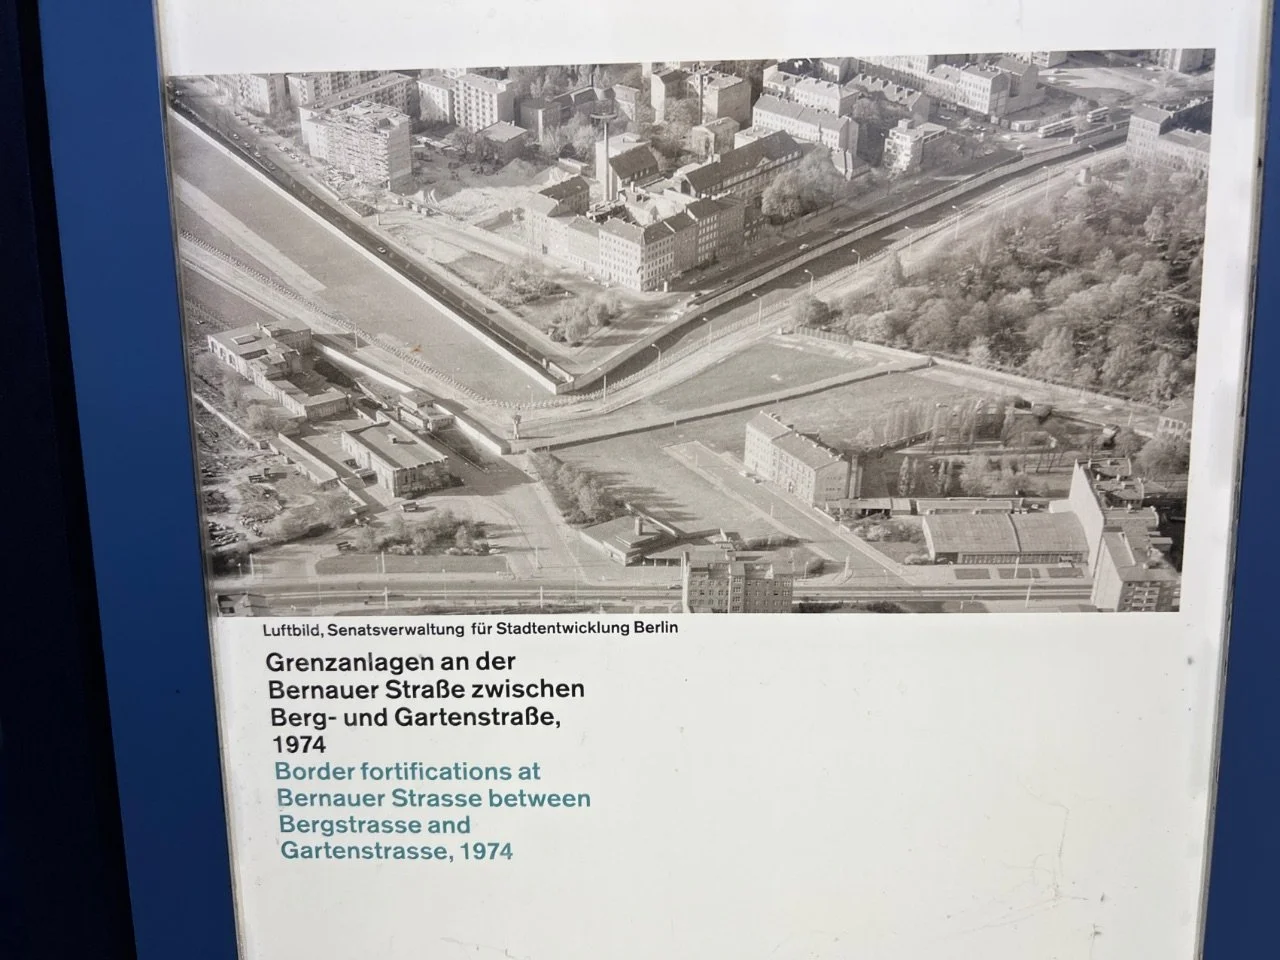 Luftbild, Senatsverwaltung für Stadtentwicklung Berlin
Grenzanlagen an der
Bernauer Straße zwischen
Berg- und Gartenstraße,
1974
Border fortifications at
Bernauer Strasse between
Bergstrasse and
Gartenstrasse, 1974